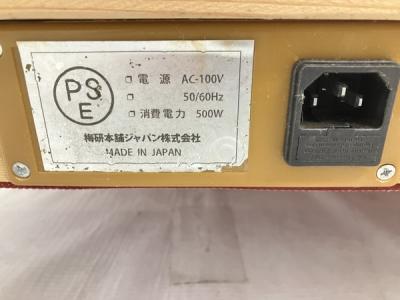 PS
E
□ 電 源 AC-100V
□ 50/60Hz
□ 消費電力 500W
梅研本舗ジャパン株式会社
MADE IN JAPAN